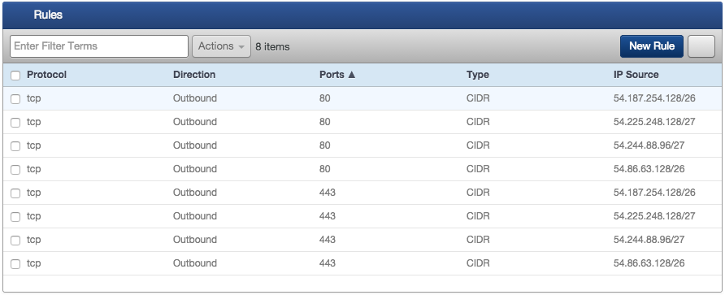 Rules
Enter Filter Terms Actions 8 items New Rule
Protocol Direction Ports ▲ Type IP Source
tcp Outbound 80 CIDR 54.187.254.128/26
tcp Outbound 80 CIDR 54.225.248.128/27
tcp Outbound 80 CIDR 54.244.88.96/27
tcp Outbound 80 CIDR 54.86.63.128/26
tcp Outbound 443 CIDR 54.187.254.128/26
tcp Outbound 443 CIDR 54.225.248.128/27
tcp Outbound 443 CIDR 54.244.88.96/27
tcp Outbound 443 CIDR 54.86.63.128/26